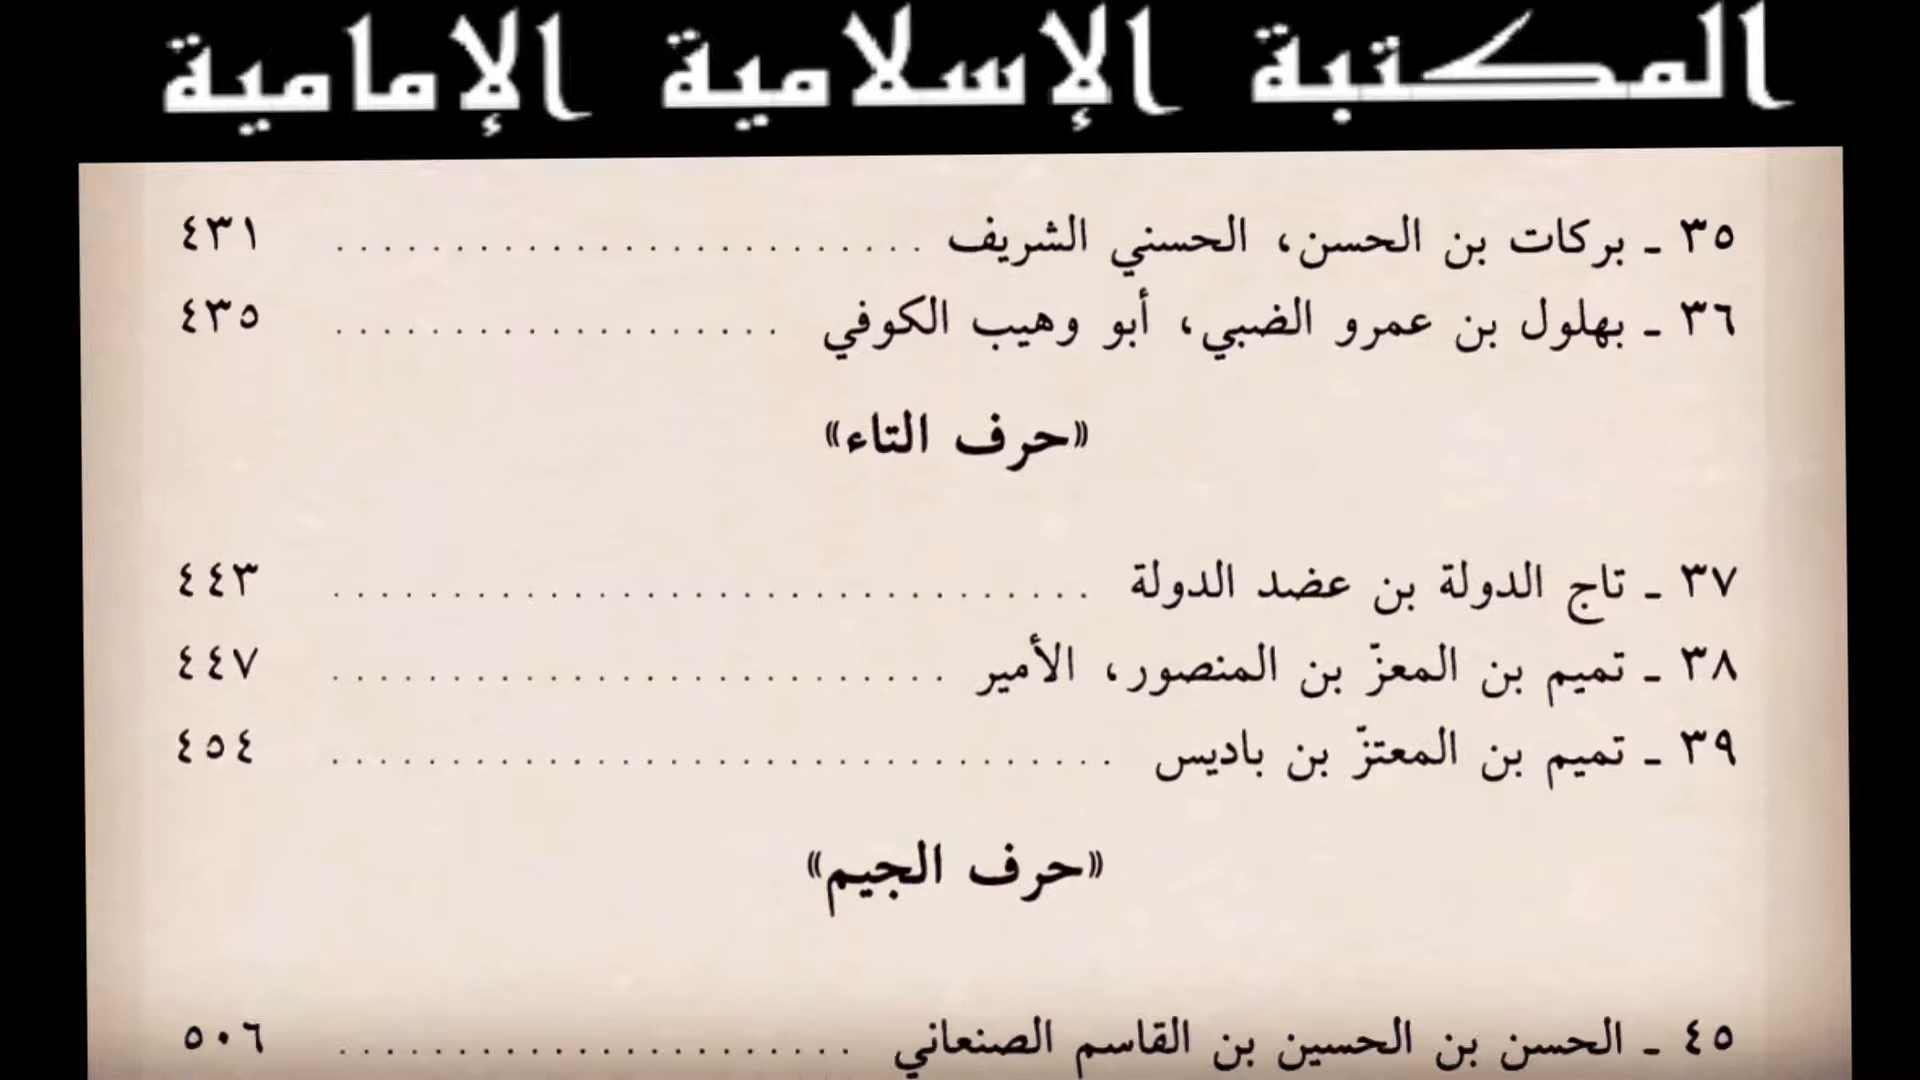 المكتبة الإسلامية الإمامية
٣٥ ـ بركات بن الحسن، الحسني الشريف ........................ ٤٣١
٣٦ ـ بهلول بن عمرو الضبي، أبو وهيب الكوفي ................... ٤٣٥
«حرف التاء»
٣٧ ـ تاج الدولة بن عضد الدولة ................................ ٤٤٣
٣٨ ـ تميم بن المعزّ بن المنصور، الأمير .......................... ٤٤٧
٣٩ ـ تميم بن المعتزّ بن باديس ................................. ٤٥٤
«حرف الجيم»
٤٥ ـ الحسن بن الحسين بن القاسم الصنعاني ...................... ٥٠٦